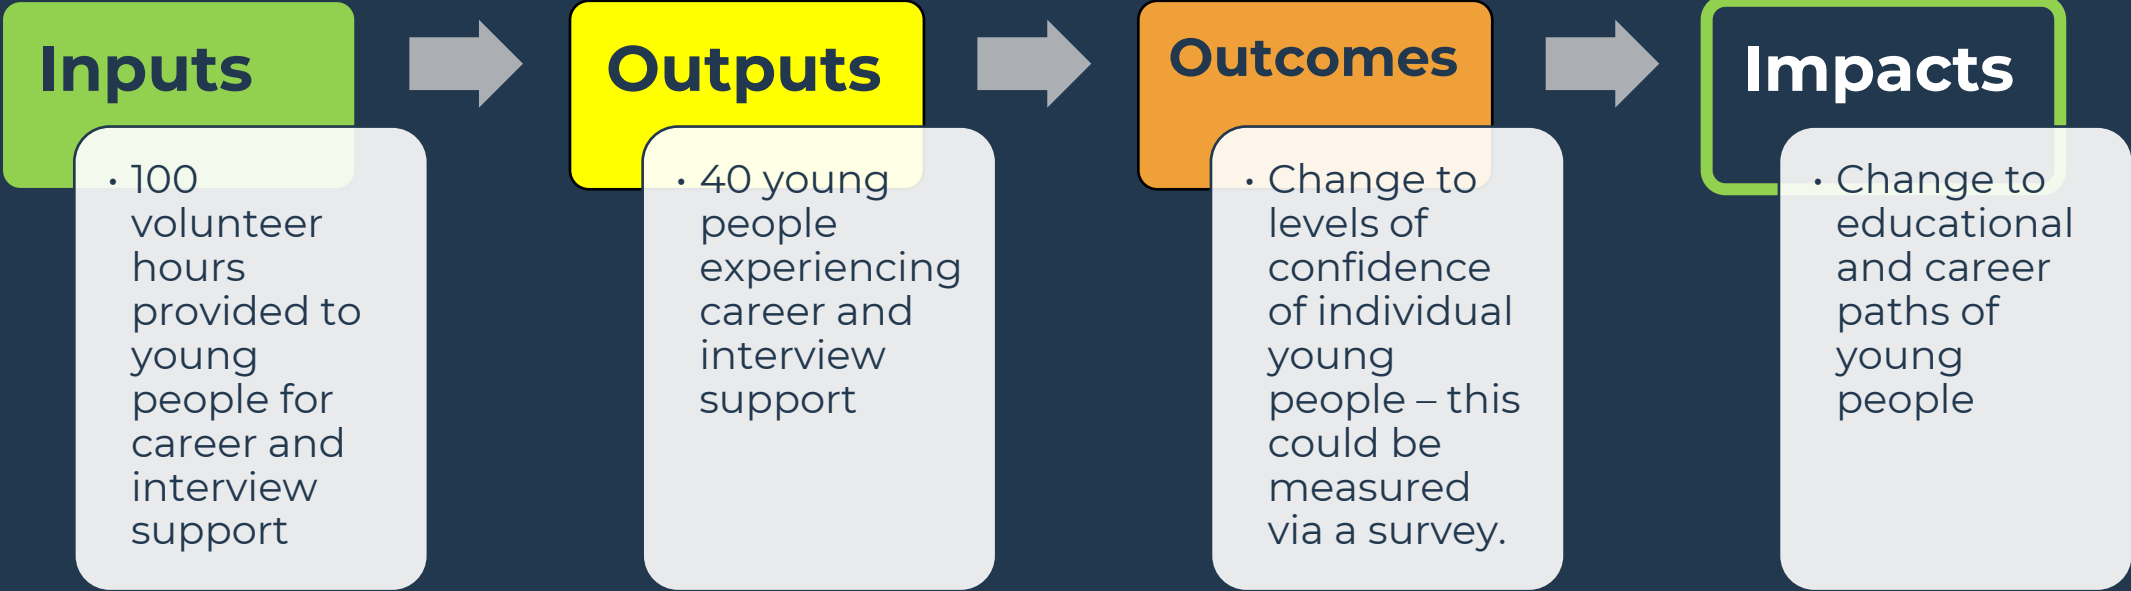 Inputs
• 100
volunteer
hours
provided to
young
people for
career and
interview
support
Outputs
• 40 young
people
experiencing
career and
interview
support
Outcomes
• Change to
levels of
confidence
of individual
young
people – this
could be
measured
via a survey.
Impacts
• Change to
educational
and career
paths of
young
people